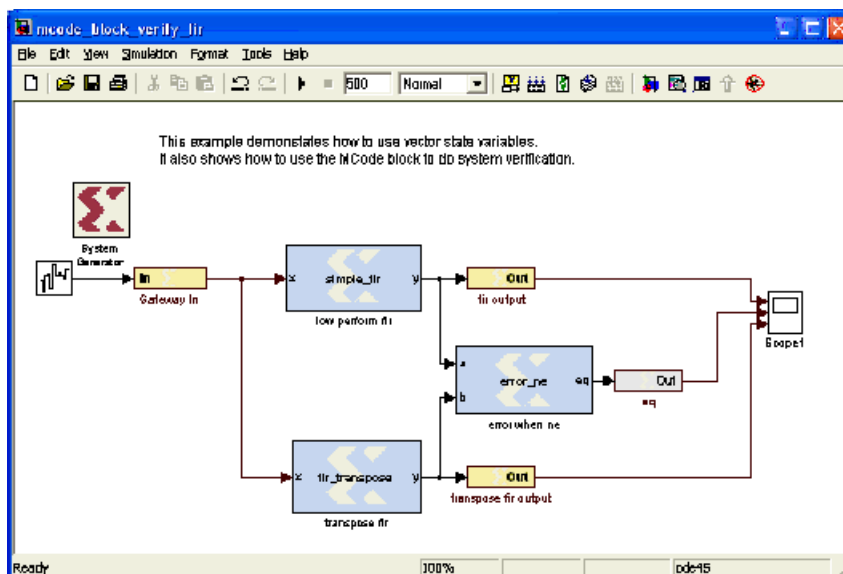 mcode_block_verify_fir
File Edit View Simulation Format Tools Help
500 Normal
This example demonstates how to use vector state variables.
It also shows how to use the MCode block to do system verification.
System
Generator
In
Gateway In
x simple_fir y
low perform fir
Out
fir output
Scope1
a
error_ne eq
b
error when ne
Out
eq
x fir_transpose y
transpose fir
Out
transpose fir output
Ready 100% ode45